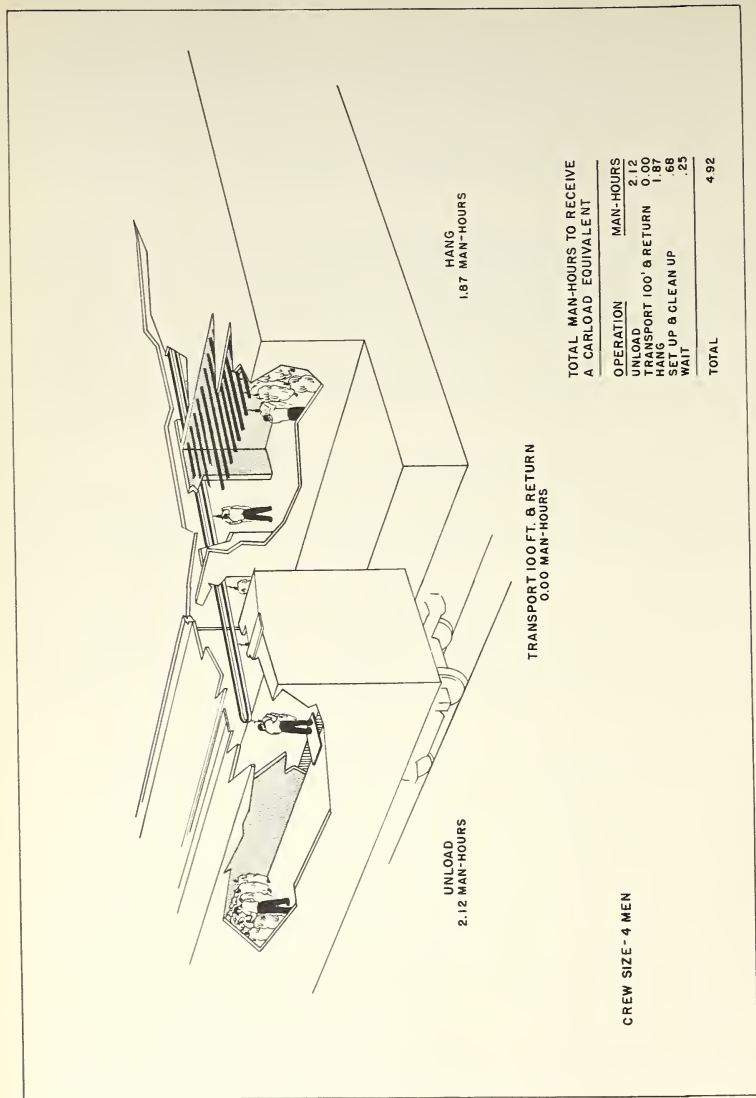 UNLOAD
2.12 MAN-HOURS
TRANSPORT 100 FT. & RETURN
0.00 MAN-HOURS
HANG
1.87 MAN-HOURS
CREW SIZE - 4 MEN
TOTAL MAN-HOURS TO RECEIVE
A CARLOAD EQUIVALENT
OPERATION MAN-HOURS
UNLOAD 2.12
TRANSPORT 100' & RETURN 0.00
HANG 1.87
SET UP & CLEAN UP .68
WAIT .25
TOTAL 4.92